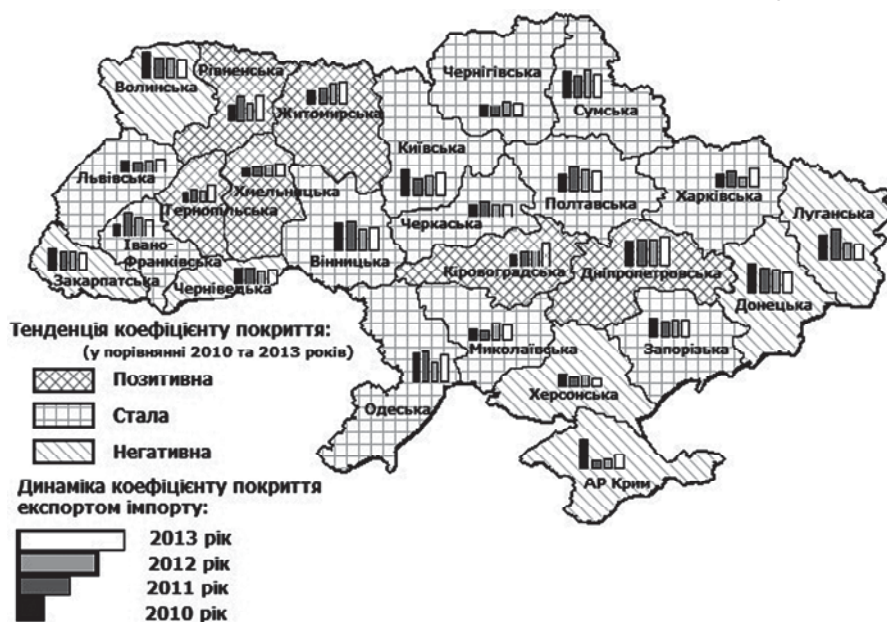 Волинська
Рівненська
Житомирська
Чернігівська
Сумська
Київська
Львівська
Тернопільська
Хмельницька
Івано-
Франківська
Закарпатська
Чернівецька
Вінницька
Черкаська
Полтавська
Харківська
Луганська
Кіровоградська
Дніпропетровська
Донецька
Миколаївська
Запорізька
Одеська
Херсонська
АР Крим
Тенденція коефіцієнту покриття:
(у порівнянні 2010 та 2013 років)
Позитивна
Стала
Негативна
Динаміка коефіцієнту покриття
експортом імпорту:
2013 рік
2012 рік
2011 рік
2010 рік